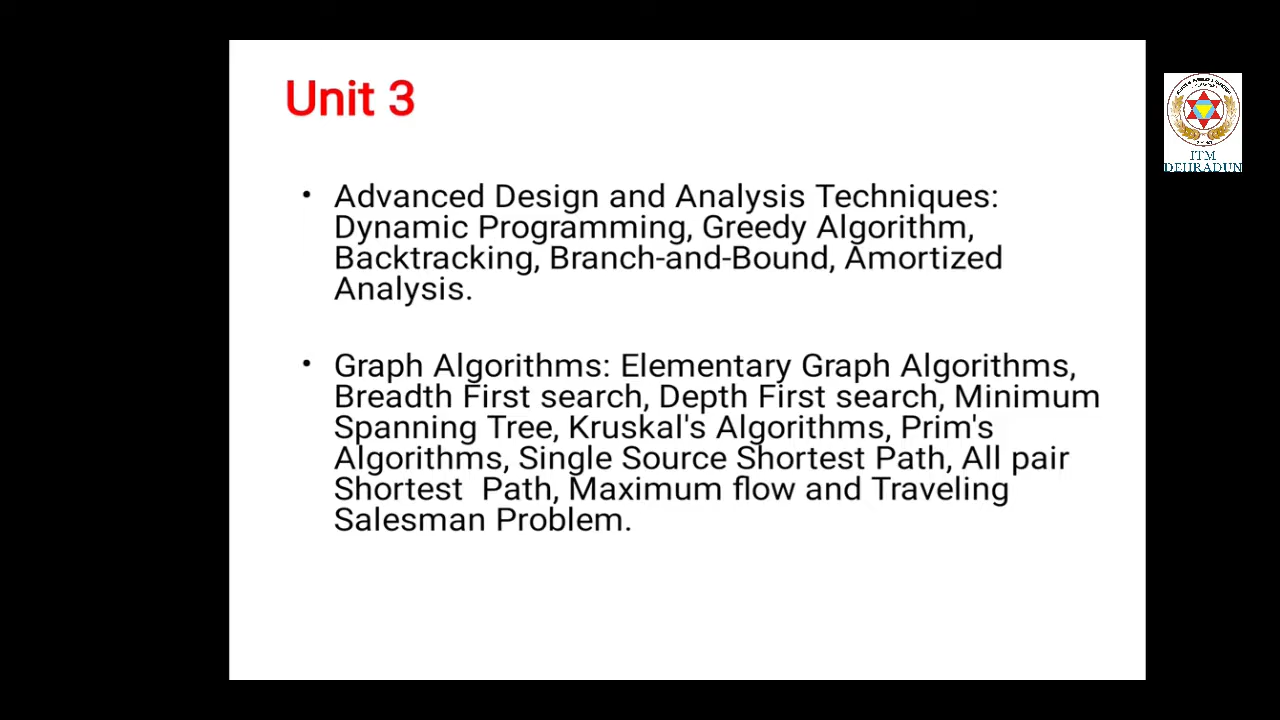 Unit 3
• Advanced Design and Analysis Techniques:
Dynamic Programming, Greedy Algorithm,
Backtracking, Branch-and-Bound, Amortized
Analysis.
• Graph Algorithms: Elementary Graph Algorithms,
Breadth First search, Depth First search, Minimum
Spanning Tree, Kruskal's Algorithms, Prim's
Algorithms, Single Source Shortest Path, All pair
Shortest  Path, Maximum flow and Traveling
Salesman Problem.
ITM
DEHRADUN